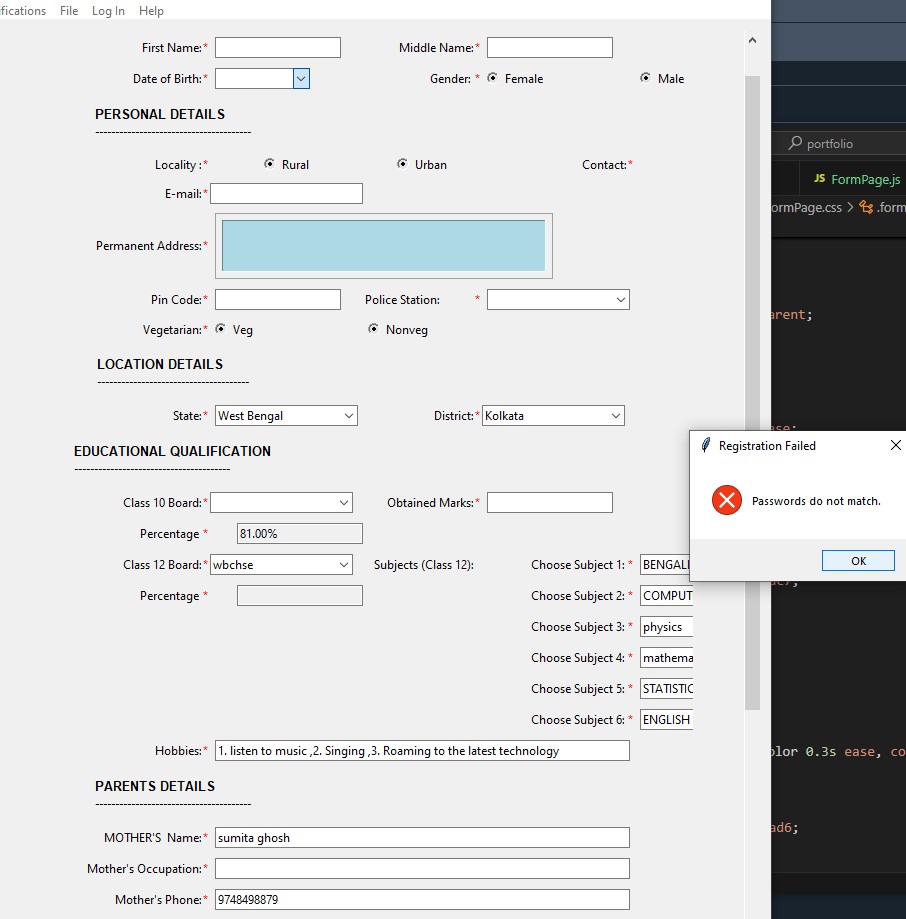 ifications File Log In Help
First Name:* Middle Name:*
Date of Birth:* Gender: * Female Male
portfolio
PERSONAL DETAILS
---------------------------------------
Locality :* Rural Urban Contact:*
JS FormPage.js
E-mail:*
ormPage.css > .form
Permanent Address:*
Pin Code:* Police Station: *
arent;
Vegetarian:* Veg Nonveg
LOCATION DETAILS
--------------------------------------
State:* West Bengal District:* Kolkata
ase;
EDUCATIONAL QUALIFICATION
---------------------------------------
Registration Failed
Passwords do not match.
OK
Class 10 Board:* Obtained Marks:*
Percentage * 81.00%
Class 12 Board:* wbchse Subjects (Class 12): Choose Subject 1: * BENGALI
Percentage * Choose Subject 2: * COMPUT
Choose Subject 3: * physics
Choose Subject 4: * mathema
Choose Subject 5: * STATISTIC
Choose Subject 6: * ENGLISH
Hobbies:* 1. listen to music ,2. Singing ,3. Roaming to the latest technology
olor 0.3s ease, co
PARENTS DETAILS
---------------------------------------
ad6;
MOTHER'S Name:* sumita ghosh
Mother's Occupation:*
Mother's Phone:* 9748498879